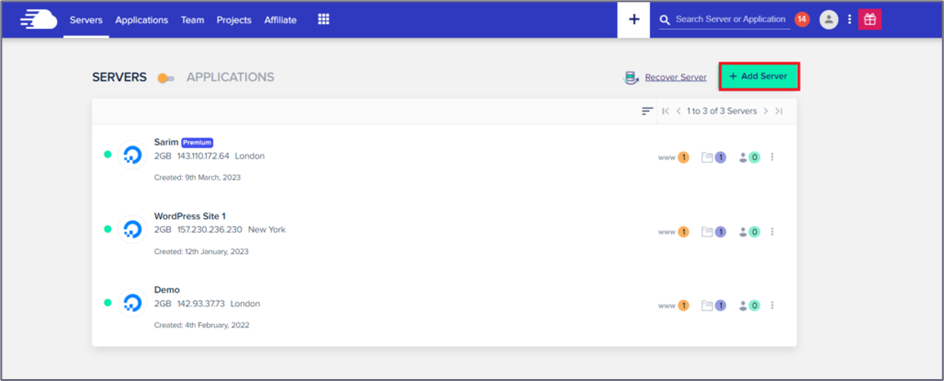 Servers Applications Team Projects Affiliate + Search Server or Application 14
SERVERS APPLICATIONS Recover Server + Add Server
1 to 3 of 3 Servers
Sarim Premium
2GB 143.110.172.64 London www 1 1 0
Created: 9th March, 2023
WordPress Site 1
2GB 157.230.236.230 New York www 1 1 0
Created: 12th January, 2023
Demo
2GB 142.93.37.73 London www 1 1 0
Created: 4th February, 2022